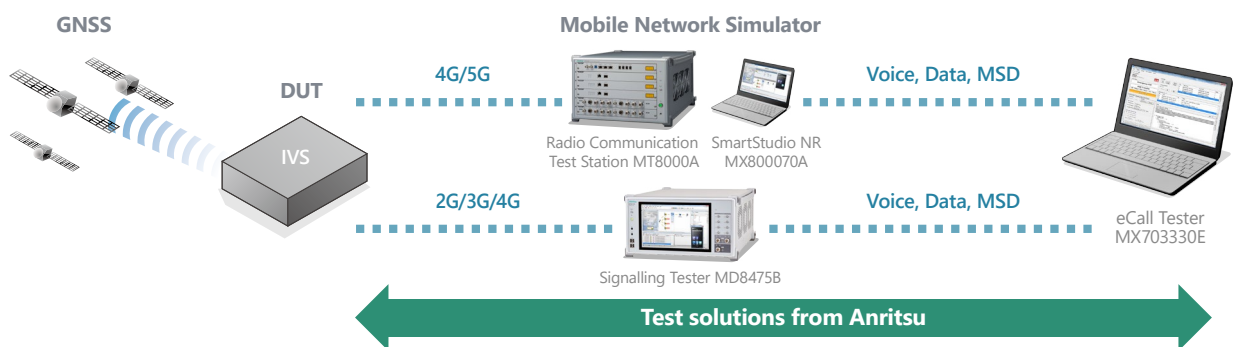 GNSS
Mobile Network Simulator
DUT
4G/5G
Voice, Data, MSD
IVS
Radio Communication
Test Station MT8000A
SmartStudio NR
MX800070A
2G/3G/4G
Voice, Data, MSD
eCall Tester
MX703330E
Signalling Tester MD8475B
Test solutions from Anritsu